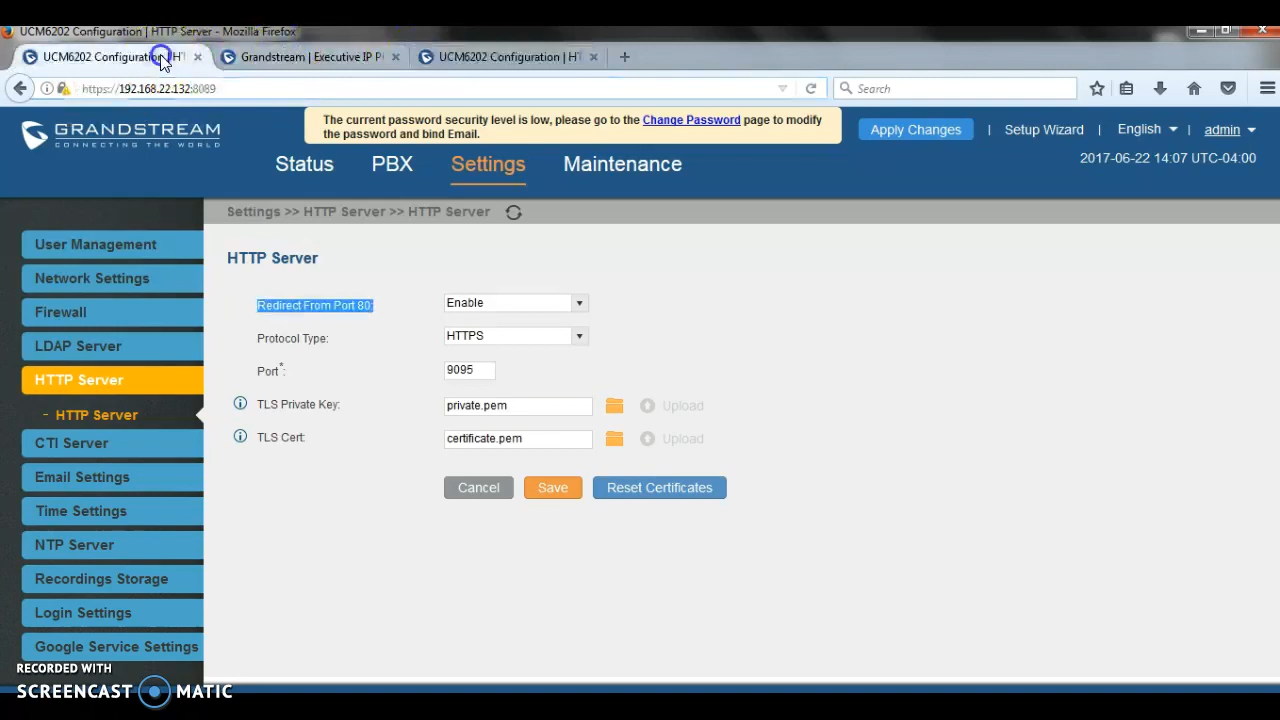 UCM6202 Configuration | HTTP Server - Mozilla Firefox
UCM6202 Configuration | HT
Grandstream | Executive IP P
UCM6202 Configuration | HT
https://192.168.22.132:8089
Search
GRANDSTREAM
CONNECTING THE WORLD
The current password security level is low, please go to the Change Password page to modify
the password and bind Email.
Apply Changes | Setup Wizard | English | admin
2017-06-22 14:07 UTC-04:00
Status PBX Settings Maintenance
Settings >> HTTP Server >> HTTP Server
User Management
Network Settings
Firewall
LDAP Server
HTTP Server
- HTTP Server
CTI Server
Email Settings
Time Settings
NTP Server
Recordings Storage
Login Settings
Google Service Settings
HTTP Server
Redirect From Port 80: Enable
Protocol Type: HTTPS
Port*: 9095
TLS Private Key: private.pem Upload
TLS Cert: certificate.pem Upload
Cancel Save Reset Certificates
RECORDED WITH
SCREENCAST MATIC